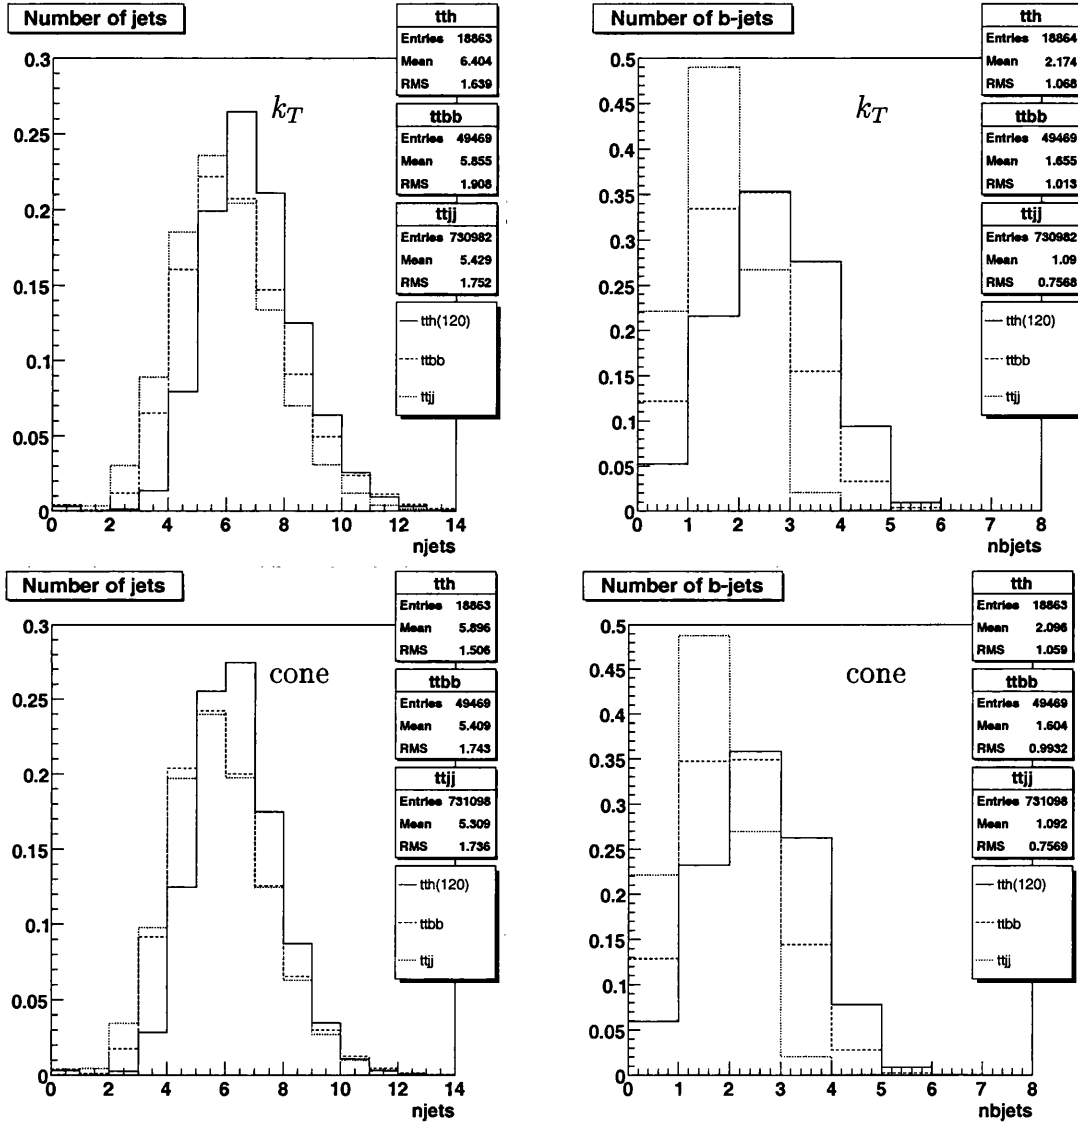 Number of jets
tth
Entries 18863
Mean 6.404
RMS 1.639
ttbb
Entries 49469
Mean 5.855
RMS 1.908
ttjj
Entries 730982
Mean 5.429
RMS 1.752
tth(120)
ttbb
ttjj
k_T
0.3
0.25
0.2
0.15
0.1
0.05
0
0 2 4 6 8 10 12 14
njets
Number of b-jets
tth
Entries 18864
Mean 2.174
RMS 1.068
ttbb
Entries 49469
Mean 1.655
RMS 1.013
ttjj
Entries 730982
Mean 1.09
RMS 0.7568
tth(120)
ttbb
ttjj
k_T
0.5
0.45
0.4
0.35
0.3
0.25
0.2
0.15
0.1
0.05
0
0 1 2 3 4 5 6 7 8
nbjets
Number of jets
tth
Entries 18863
Mean 5.896
RMS 1.506
ttbb
Entries 49469
Mean 5.409
RMS 1.743
ttjj
Entries 731098
Mean 5.309
RMS 1.736
tth(120)
ttbb
ttjj
cone
0.3
0.25
0.2
0.15
0.1
0.05
0
0 2 4 6 8 10 12 14
njets
Number of b-jets
tth
Entries 18863
Mean 2.096
RMS 1.059
ttbb
Entries 49469
Mean 1.604
RMS 0.9932
ttjj
Entries 731098
Mean 1.092
RMS 0.7569
tth(120)
ttbb
ttjj
cone
0.5
0.45
0.4
0.35
0.3
0.25
0.2
0.15
0.1
0.05
0
0 1 2 3 4 5 6 7 8
nbjets